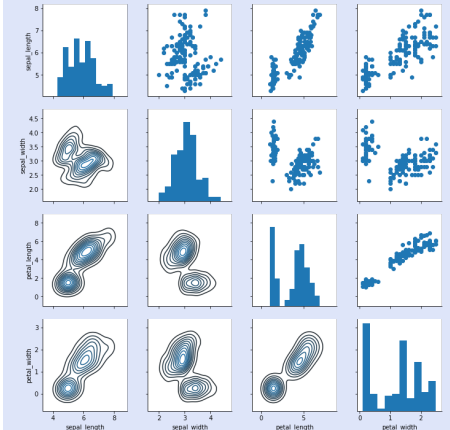 8
7
6
5
sepal_length
4.5
4.0
3.5
3.0
2.5
2.0
sepal_width
8
6
4
2
0
petal_length
3
2
1
0
petal_width
4 6 8
sepal_length
2 3 4
sepal_width
0 5
petal_length
0 1 2
petal_width